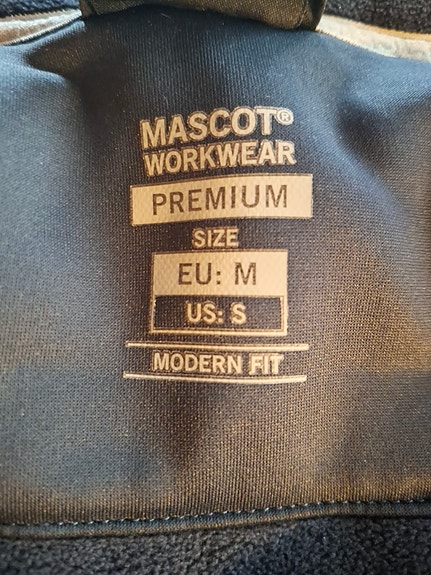 MASCOT®
WORKWEAR
PREMIUM
SIZE
EU: M
US: S
MODERN FIT